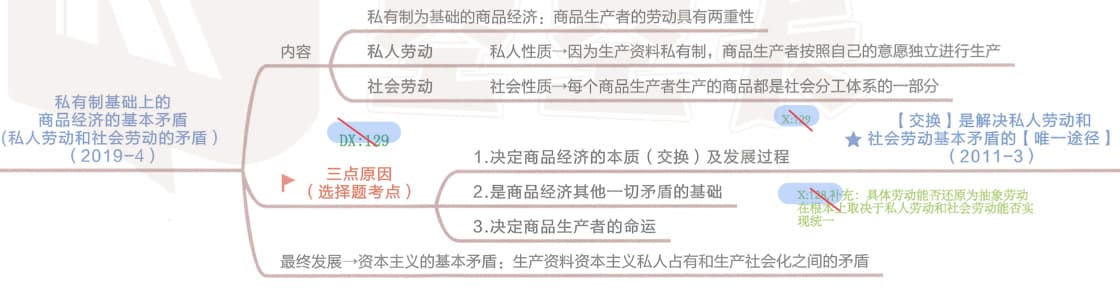 私有制基础上的
商品经济的基本矛盾
(私人劳动和社会劳动的矛盾)
（2019-4）
内容
私有制为基础的商品经济：商品生产者的劳动具有两重性
私人劳动 私人性质→因为生产资料私有制，商品生产者按照自己的意愿独立进行生产
社会劳动 社会性质→每个商品生产者生产的商品都是社会分工体系的一部分
DX:129
三点原因
（选择题考点）
1.决定商品经济的本质（交换）及发展过程
2.是商品经济其他一切矛盾的基础
3.决定商品生产者的命运
X:129
【交换】是解决私人劳动和
★社会劳动基本矛盾的【唯一途径】
（2011-3）
X:128补充：具体劳动能否还原为抽象劳动
在根本上取决于私人劳动和社会劳动能否实
现统一
最终发展→资本主义的基本矛盾：生产资料资本主义私人占有和生产社会化之间的矛盾